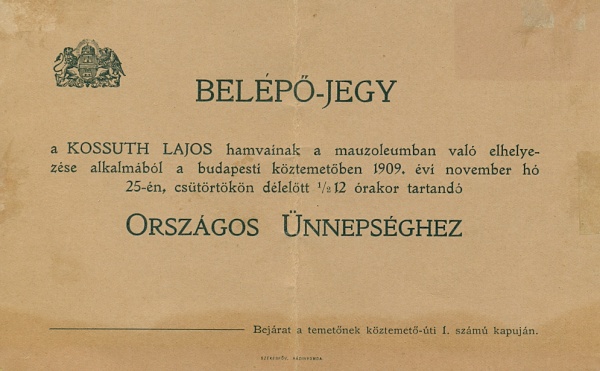 BELÉPŐ-JEGY
a KOSSUTH LAJOS hamvainak a mauzoleumban való elhelye-
zése alkalmából a budapesti köztemetőben 1909. évi november hó
25-én, csütörtökön délelőtt ½12 órakor tartandó
ORSZÁGOS ÜNNEPSÉGHEZ
Bejárat a temetőnek köztemető-úti I. számú kapuján.
HÁZINYOMDA